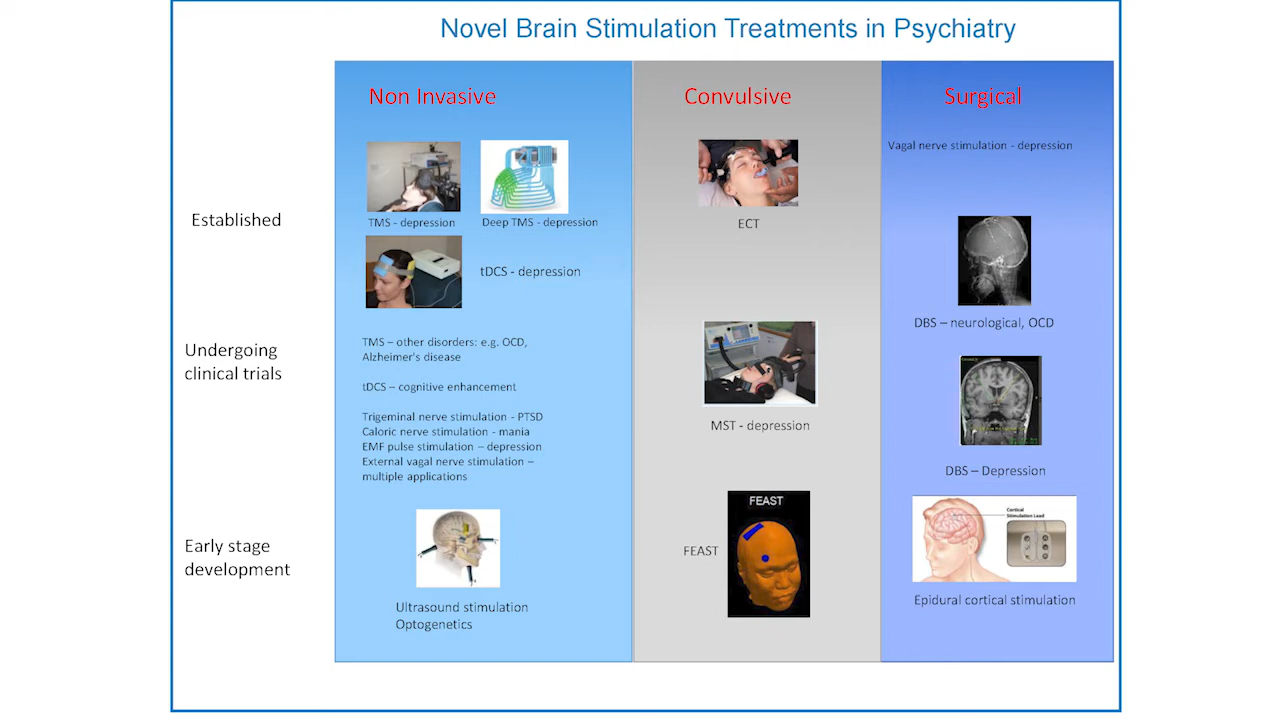 Novel Brain Stimulation Treatments in Psychiatry
Non Invasive
Convulsive
Surgical
Established
TMS - depression
Deep TMS - depression
tDCS - depression
ECT
Vagal nerve stimulation - depression
DBS – neurological, OCD
Undergoing
clinical trials
TMS – other disorders: e.g. OCD,
Alzheimer's disease
tDCS – cognitive enhancement
Trigeminal nerve stimulation - PTSD
Caloric nerve stimulation - mania
EMF pulse stimulation – depression
External vagal nerve stimulation –
multiple applications
MST - depression
DBS – Depression
Early stage
development
Ultrasound stimulation
Optogenetics
FEAST
FEAST
Cortical
Stimulation Lead
Epidural cortical stimulation